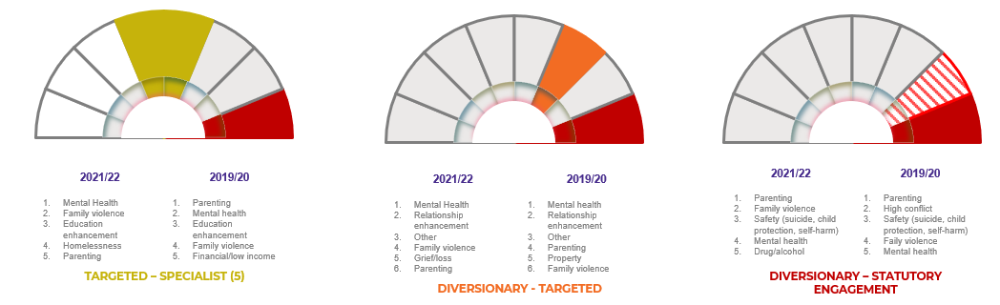 2021/22
1. Mental Health
2. Family violence
3. Education
enhancement
4. Homelessness
5. Parenting
2019/20
1. Parenting
2. Mental health
3. Education
enhancement
4. Family violence
5. Financial/low income
TARGETED – SPECIALIST (5)
2021/22
1. Mental Health
2. Relationship
enhancement
3. Other
4. Family violence
5. Grief/loss
6. Parenting
2019/20
1. Mental health
2. Relationship
enhancement
3. Other
4. Parenting
5. Property
6. Family violence
DIVERSIONARY - TARGETED
2021/22
1. Parenting
2. Family violence
3. Safety (suicide, child
protection, self-harm)
4. Mental health
5. Drug/alcohol
2019/20
1. Parenting
2. High conflict
3. Safety (suicide, child
protection, self-harm)
4. Faily violence
5. Mental health
DIVERSIONARY – STATUTORY
ENGAGEMENT